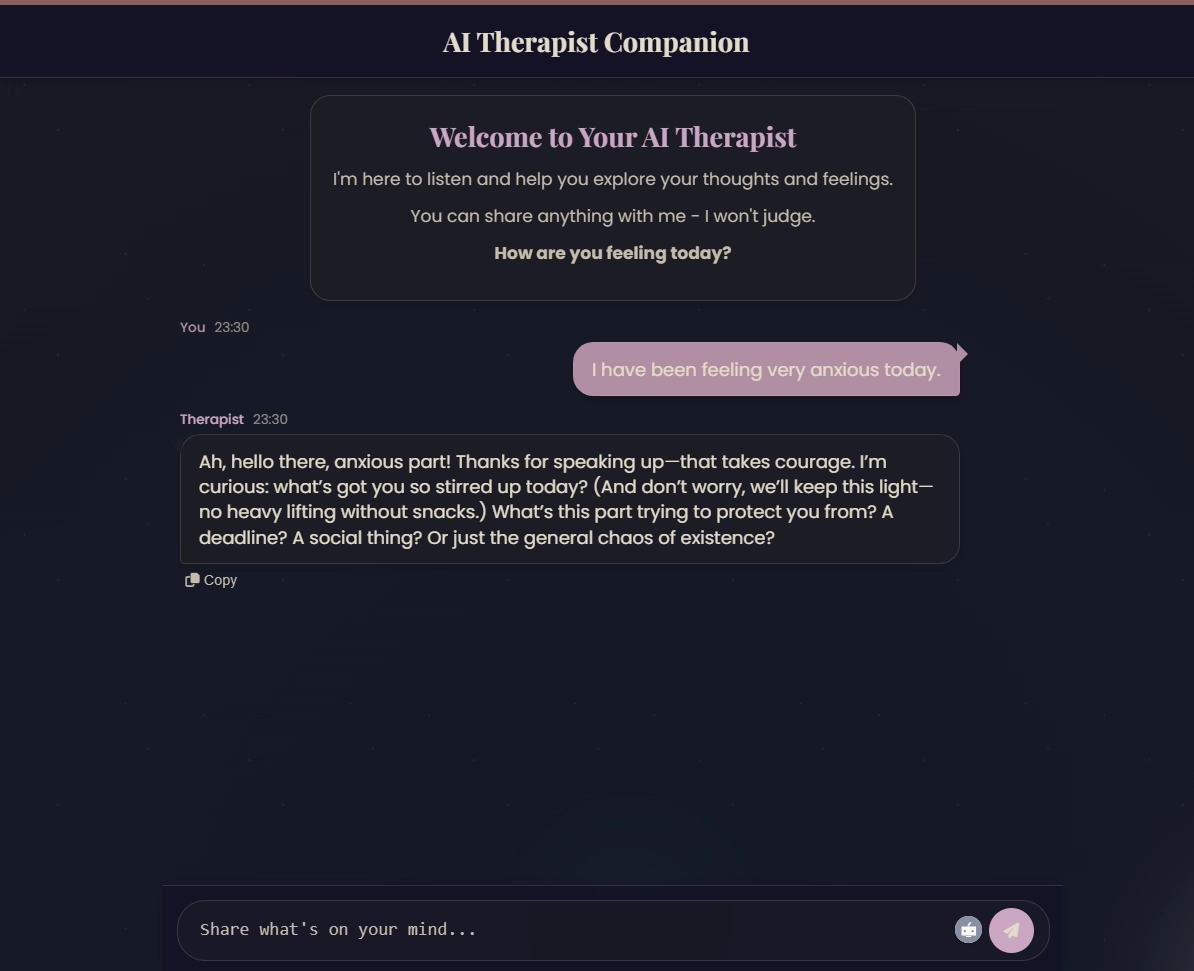 AI Therapist Companion
Welcome to Your AI Therapist
I'm here to listen and help you explore your thoughts and feelings.
You can share anything with me - I won't judge.
How are you feeling today?
You 23:30
I have been feeling very anxious today.
Therapist 23:30
Ah, hello there, anxious part! Thanks for speaking up—that takes courage. I’m
curious: what’s got you so stirred up today? (And don’t worry, we’ll keep this light—
no heavy lifting without snacks.) What’s this part trying to protect you from? A
deadline? A social thing? Or just the general chaos of existence?
Copy
Share what's on your mind...